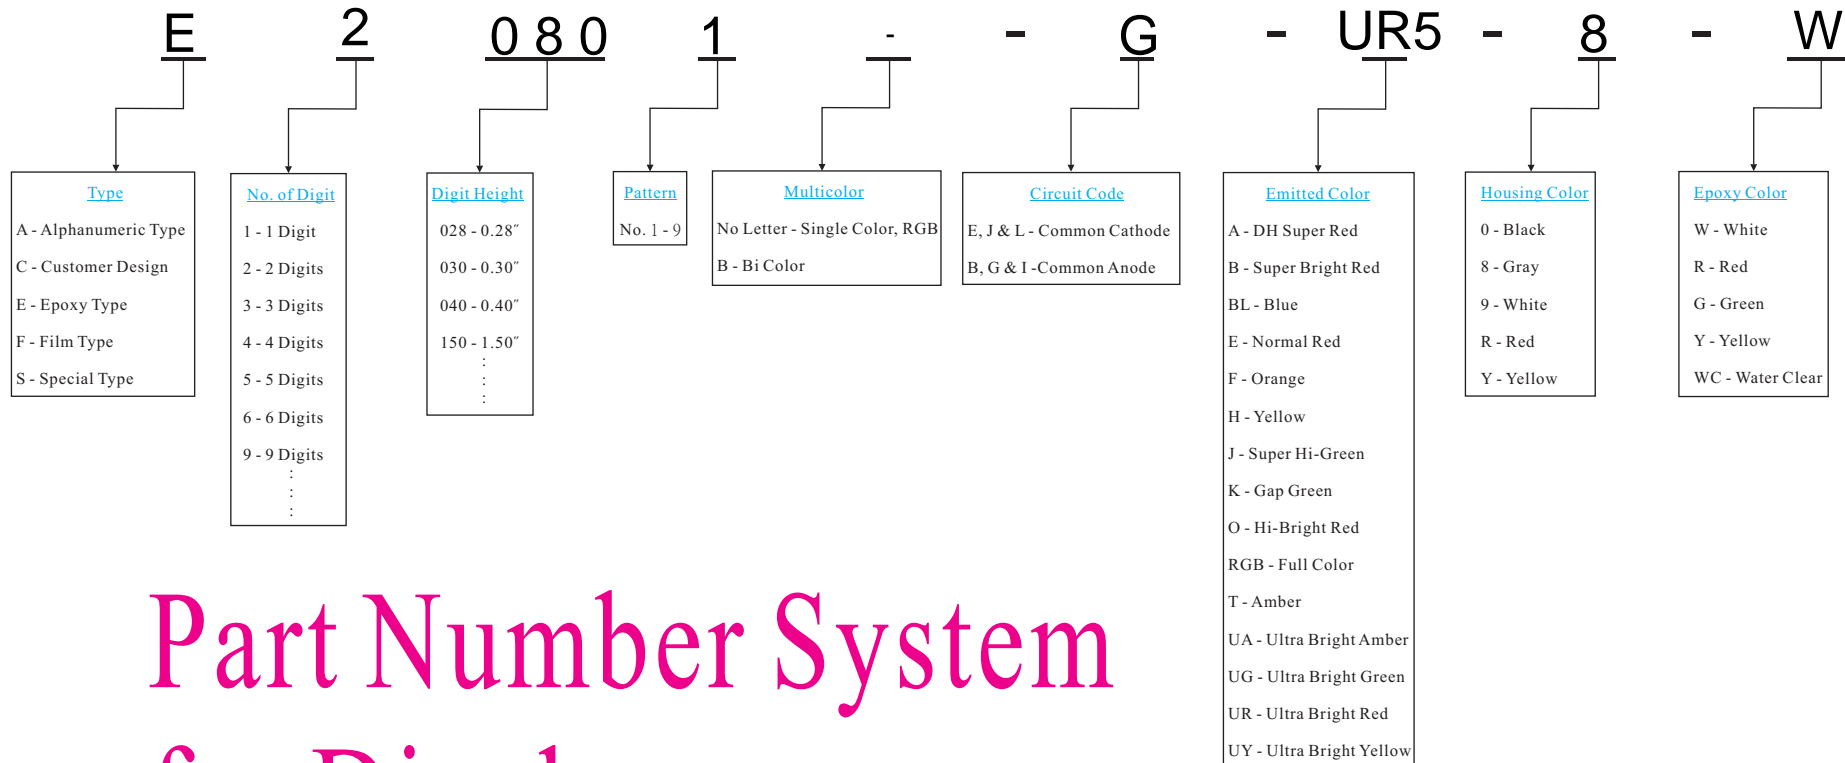 E 2 080 1 - - G - UR5 - 8 - W
Type
A - Alphanumeric Type
C - Customer Design
E - Epoxy Type
F - Film Type
S - Special Type
No. of Digit
1 - 1 Digit
2 - 2 Digits
3 - 3 Digits
4 - 4 Digits
5 - 5 Digits
6 - 6 Digits
9 - 9 Digits
:
:
:
Digit Height
028 - 0.28″
030 - 0.30″
040 - 0.40″
150 - 1.50″
:
:
:
Pattern
No. 1 - 9
Multicolor
No Letter - Single Color, RGB
B - Bi Color
Circuit Code
E, J & L - Common Cathode
B, G & I -Common Anode
Emitted Color
A - DH Super Red
B - Super Bright Red
BL - Blue
E - Normal Red
F - Orange
H - Yellow
J - Super Hi-Green
K - Gap Green
O - Hi-Bright Red
RGB - Full Color
T - Amber
UA - Ultra Bright Amber
UG - Ultra Bright Green
UR - Ultra Bright Red
UY - Ultra Bright Yellow
Housing Color
0 - Black
8 - Gray
9 - White
R - Red
Y - Yellow
Epoxy Color
W - White
R - Red
G - Green
Y - Yellow
WC - Water Clear
Part Number System